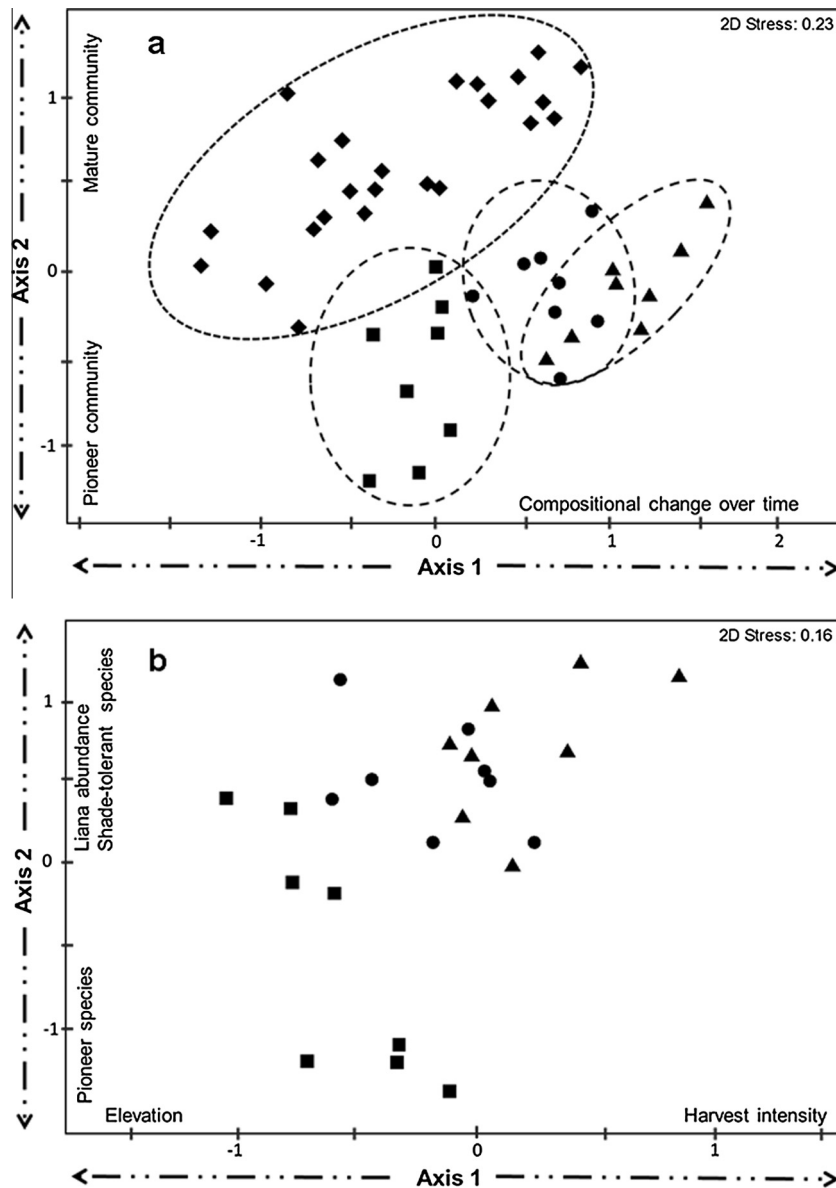 a
2D Stress: 0.23
Mature community
Pioneer community
Axis 2
1
0
-1
Compositional change over time
-1
0
1
2
Axis 1
b
2D Stress: 0.16
Liana abundance
Shade-tolerant species
Pioneer species
Axis 2
1
0
-1
Elevation
Harvest intensity
-1
0
1
Axis 1